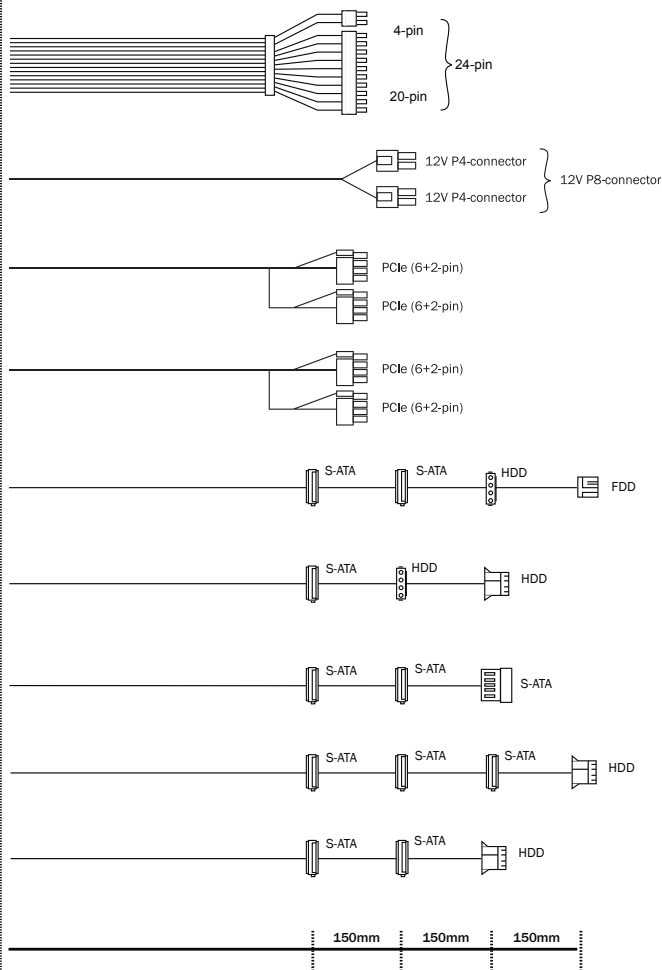 4-pin
24-pin
20-pin
12V P4-connector
12V P8-connector
12V P4-connector
PCIe (6+2-pin)
PCIe (6+2-pin)
PCIe (6+2-pin)
PCIe (6+2-pin)
S-ATA S-ATA HDD FDD
S-ATA HDD HDD
S-ATA S-ATA S-ATA
S-ATA S-ATA S-ATA HDD
S-ATA S-ATA HDD
150mm 150mm 150mm